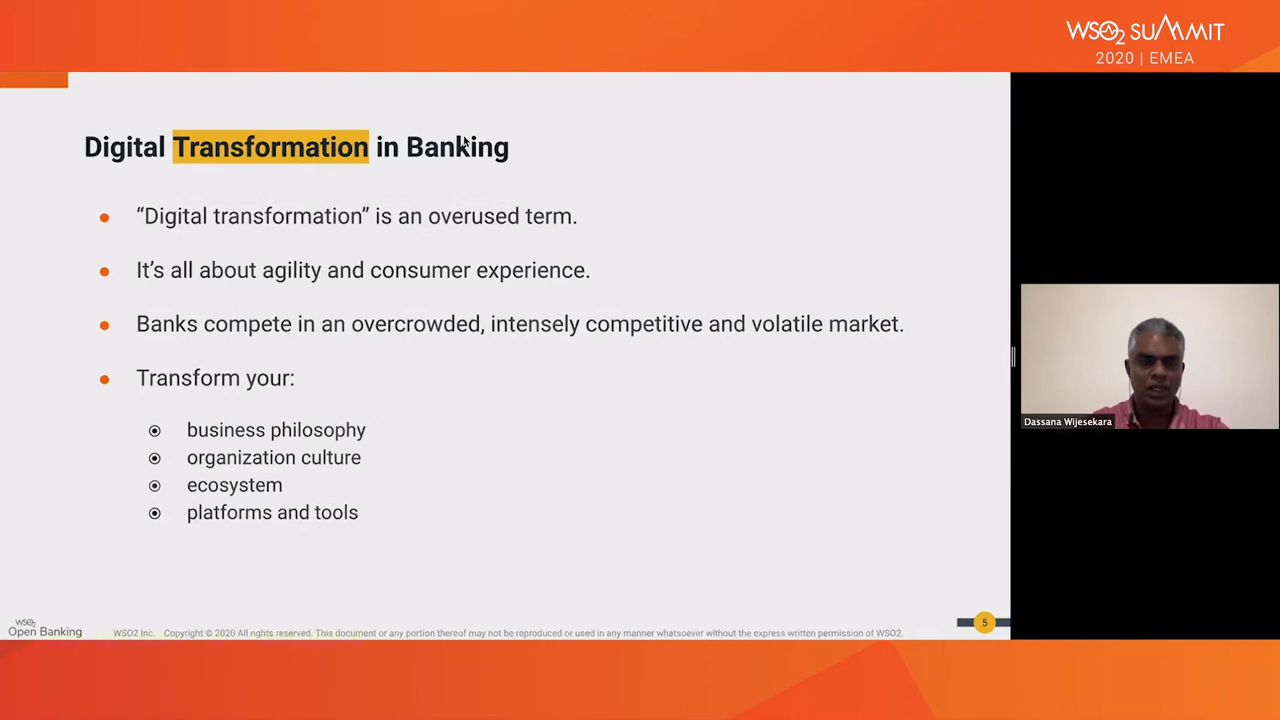 WSO2 SUMMIT
2020 | EMEA
Digital Transformation in Banking
“Digital transformation” is an overused term.
It’s all about agility and consumer experience.
Banks compete in an overcrowded, intensely competitive and volatile market.
Transform your:
business philosophy
organization culture
ecosystem
platforms and tools
Dassana Wijesekara
WSO2
Open Banking
WSO2 Inc. Copyright © 2020 All rights reserved. This document or any portion thereof may not be reproduced or used in any manner whatsoever without the express written permission of WSO2.
5